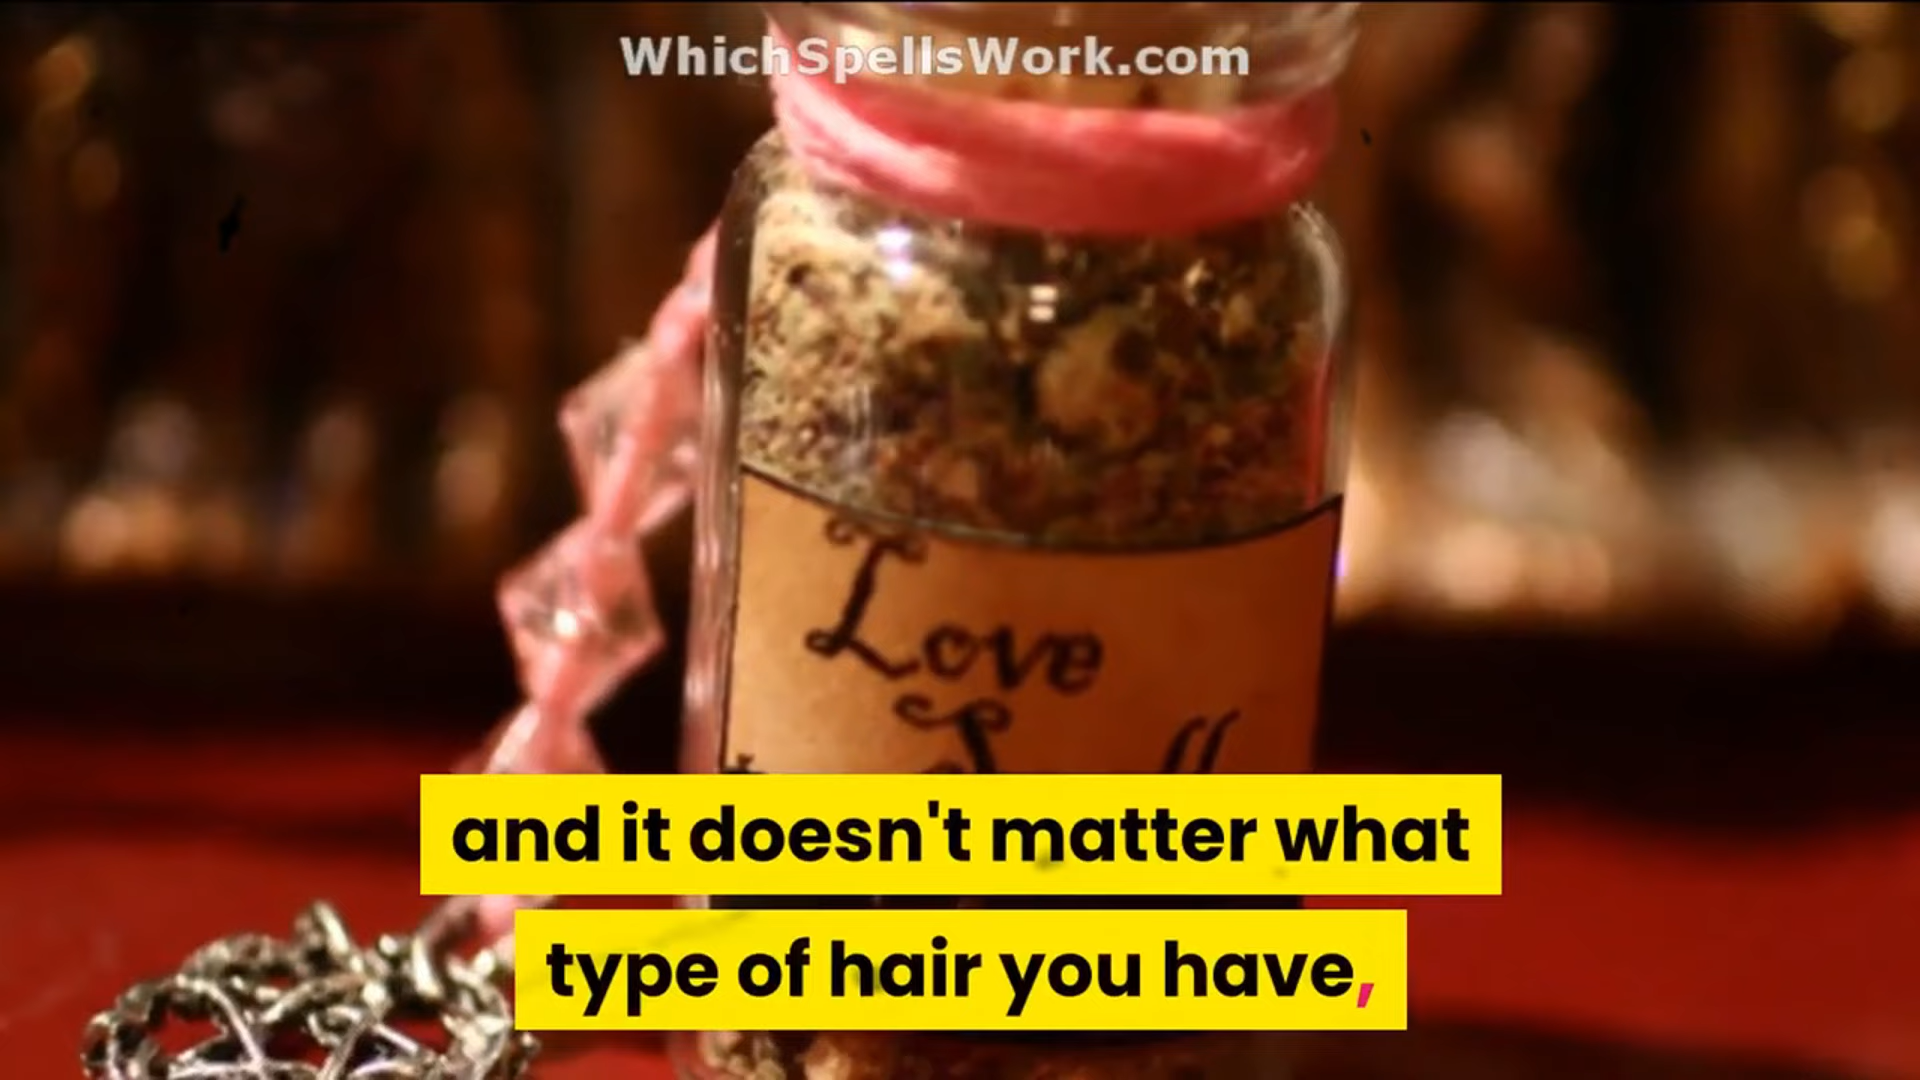 WhichSpellsWork.com
Love
and it doesn't matter what
type of hair you have,